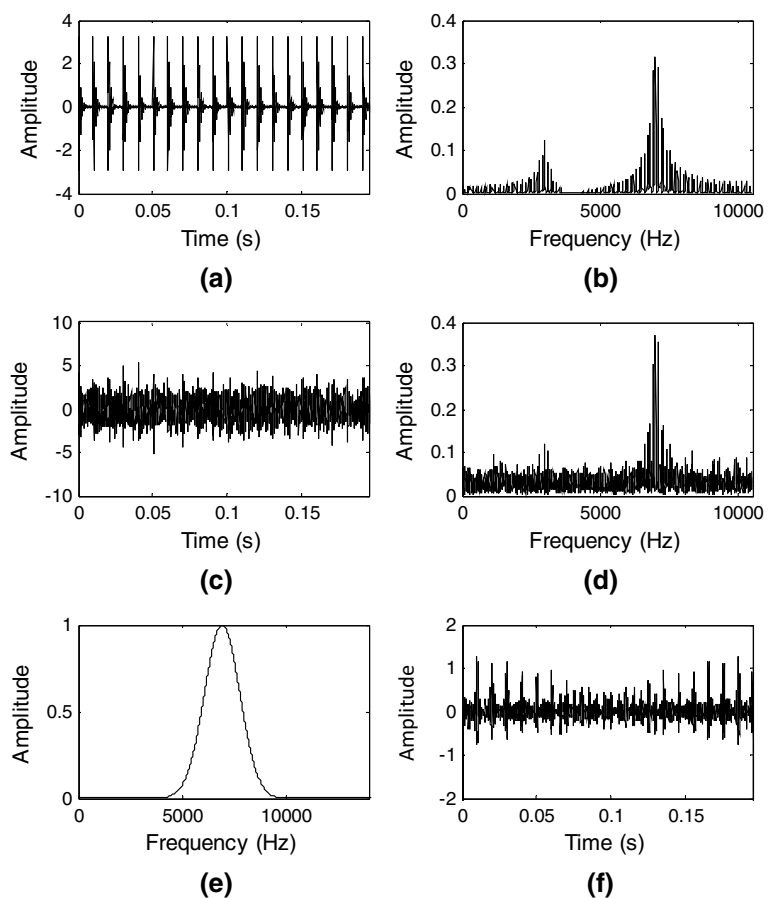 4
2
0
-2
-4
Amplitude
0 0.05 0.1 0.15
Time (s)
(a)
0.4
0.3
0.2
0.1
0
Amplitude
0 5000 10000
Frequency (Hz)
(b)
10
5
0
-5
-10
Amplitude
0 0.05 0.1 0.15
Time (s)
(c)
0.4
0.3
0.2
0.1
0
Amplitude
0 5000 10000
Frequency (Hz)
(d)
1
0.5
0
Amplitude
5000 10000
Frequency (Hz)
(e)
2
1
0
-1
-2
Amplitude
0 0.05 0.1 0.15
Time (s)
(f)